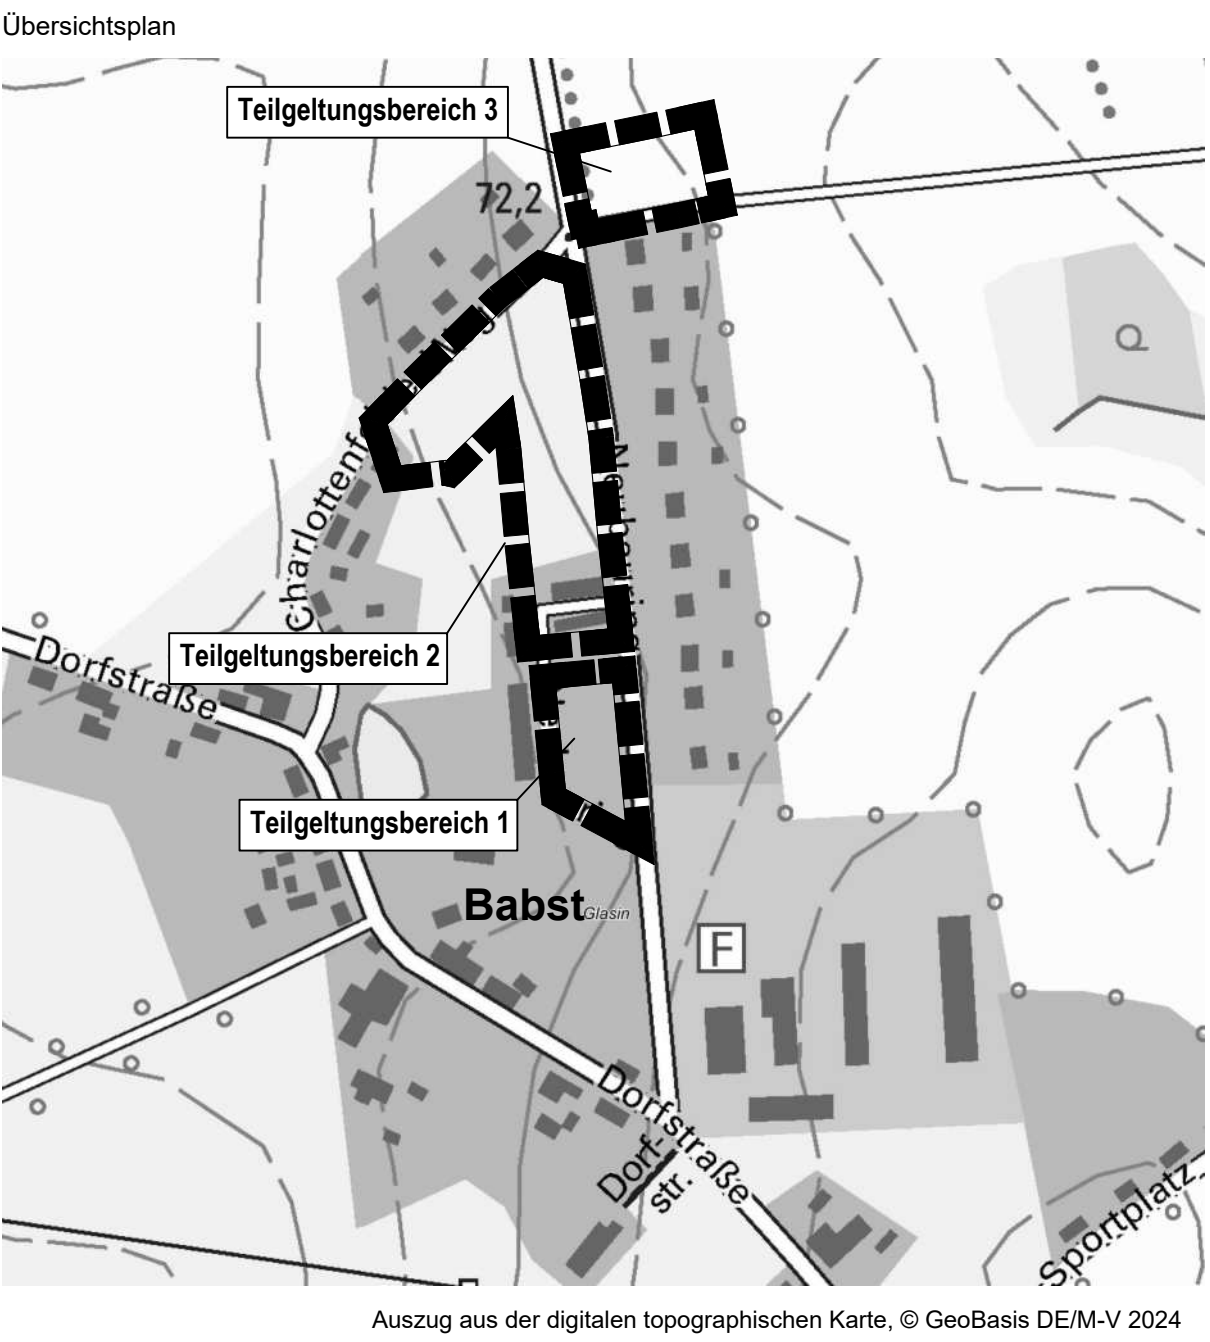 Übersichtsplan
Teilgeltungsbereich 3
72,2
Teilgeltungsbereich 2
Dorfstraße
Teilgeltungsbereich 1
Babst
Glasin
F
Dorfstraße
Dorf-
str.
Sportplatz
Auszug aus der digitalen topographischen Karte, © GeoBasis DE/M-V 2024